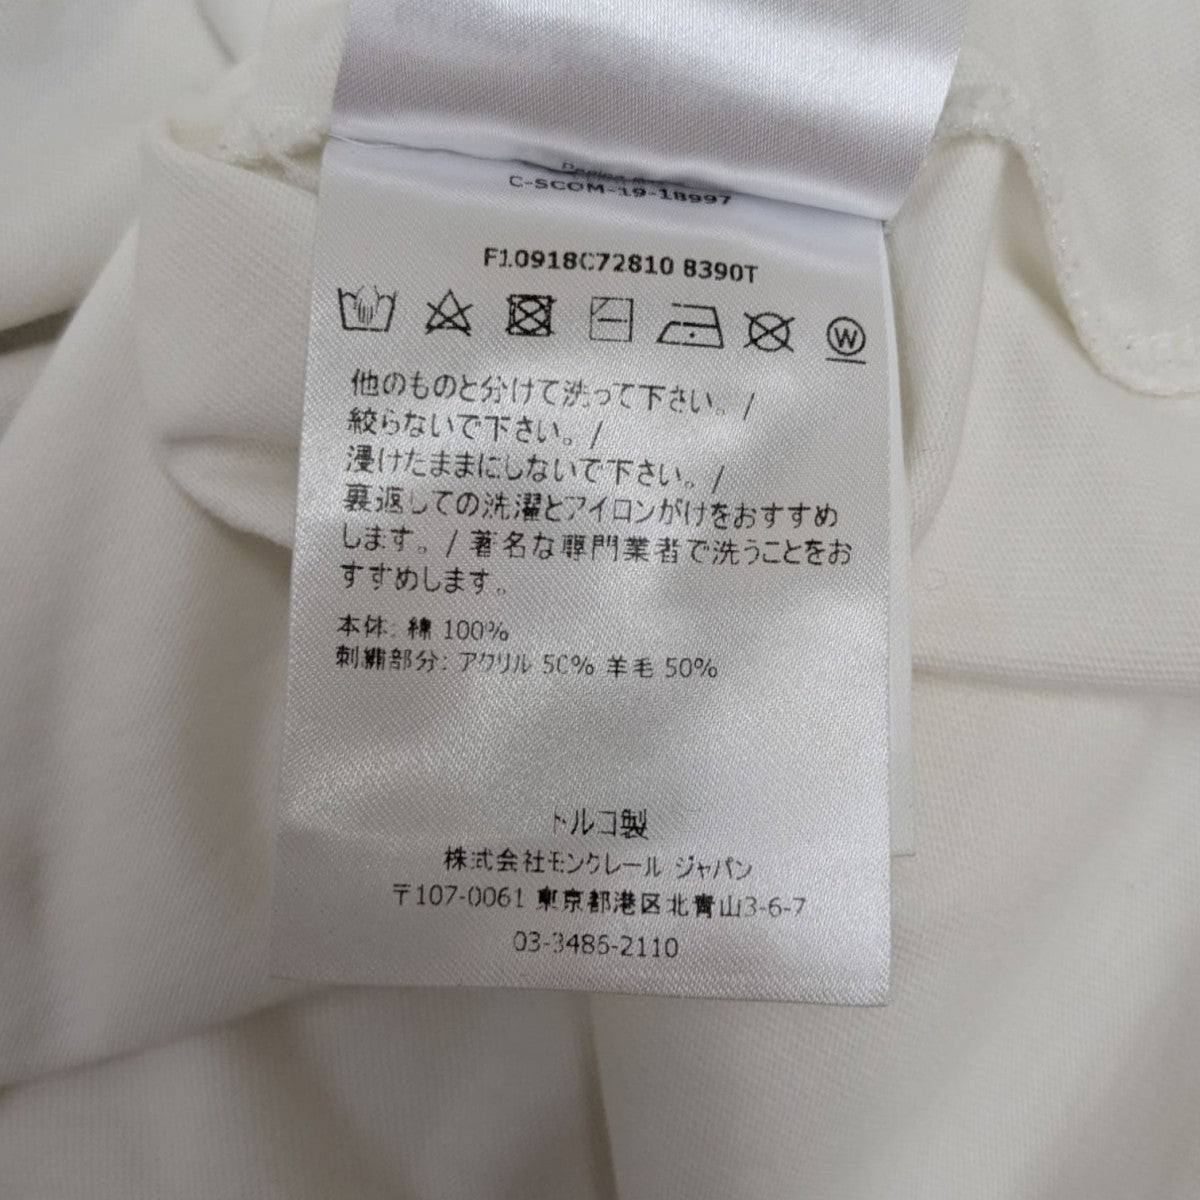 C-SCOM-19-18997
F10918C72810 8390T
W
他のものと分けて洗って下さい。/
絞らないで下さい。/
浸けたままにしないで下さい。/
裏返しての洗濯とアイロンがけをおすすめ
します。/ 著名な専門業者で洗うことをお
すすめします。
本体: 綿 100%
刺繍部分: アクリル 50% 羊毛 50%
トルコ製
株式会社モンクレール ジャパン
〒107-0061 東京都港区北青山3-6-7
03-3486-2110